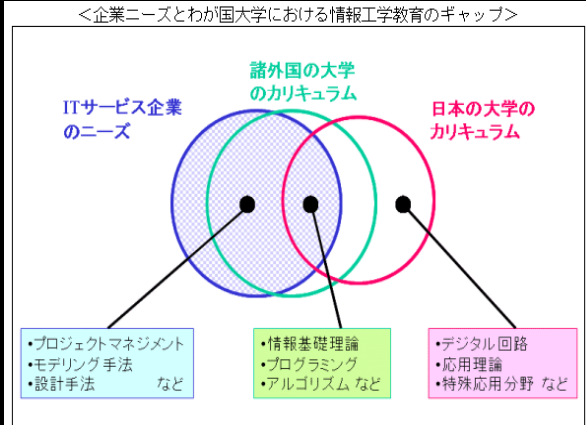 ＜企業ニーズとわが国大学における情報工学教育のギャップ＞
諸外国の大学
のカリキュラム
ITサービス企業
のニーズ
日本の大学の
カリキュラム
•プロジェクトマネジメント
•モデリング手法
•設計手法　　　など
•情報基礎理論
•プログラミング
•アルゴリズム など
•デジタル回路
•応用理論
•特殊応用分野 など